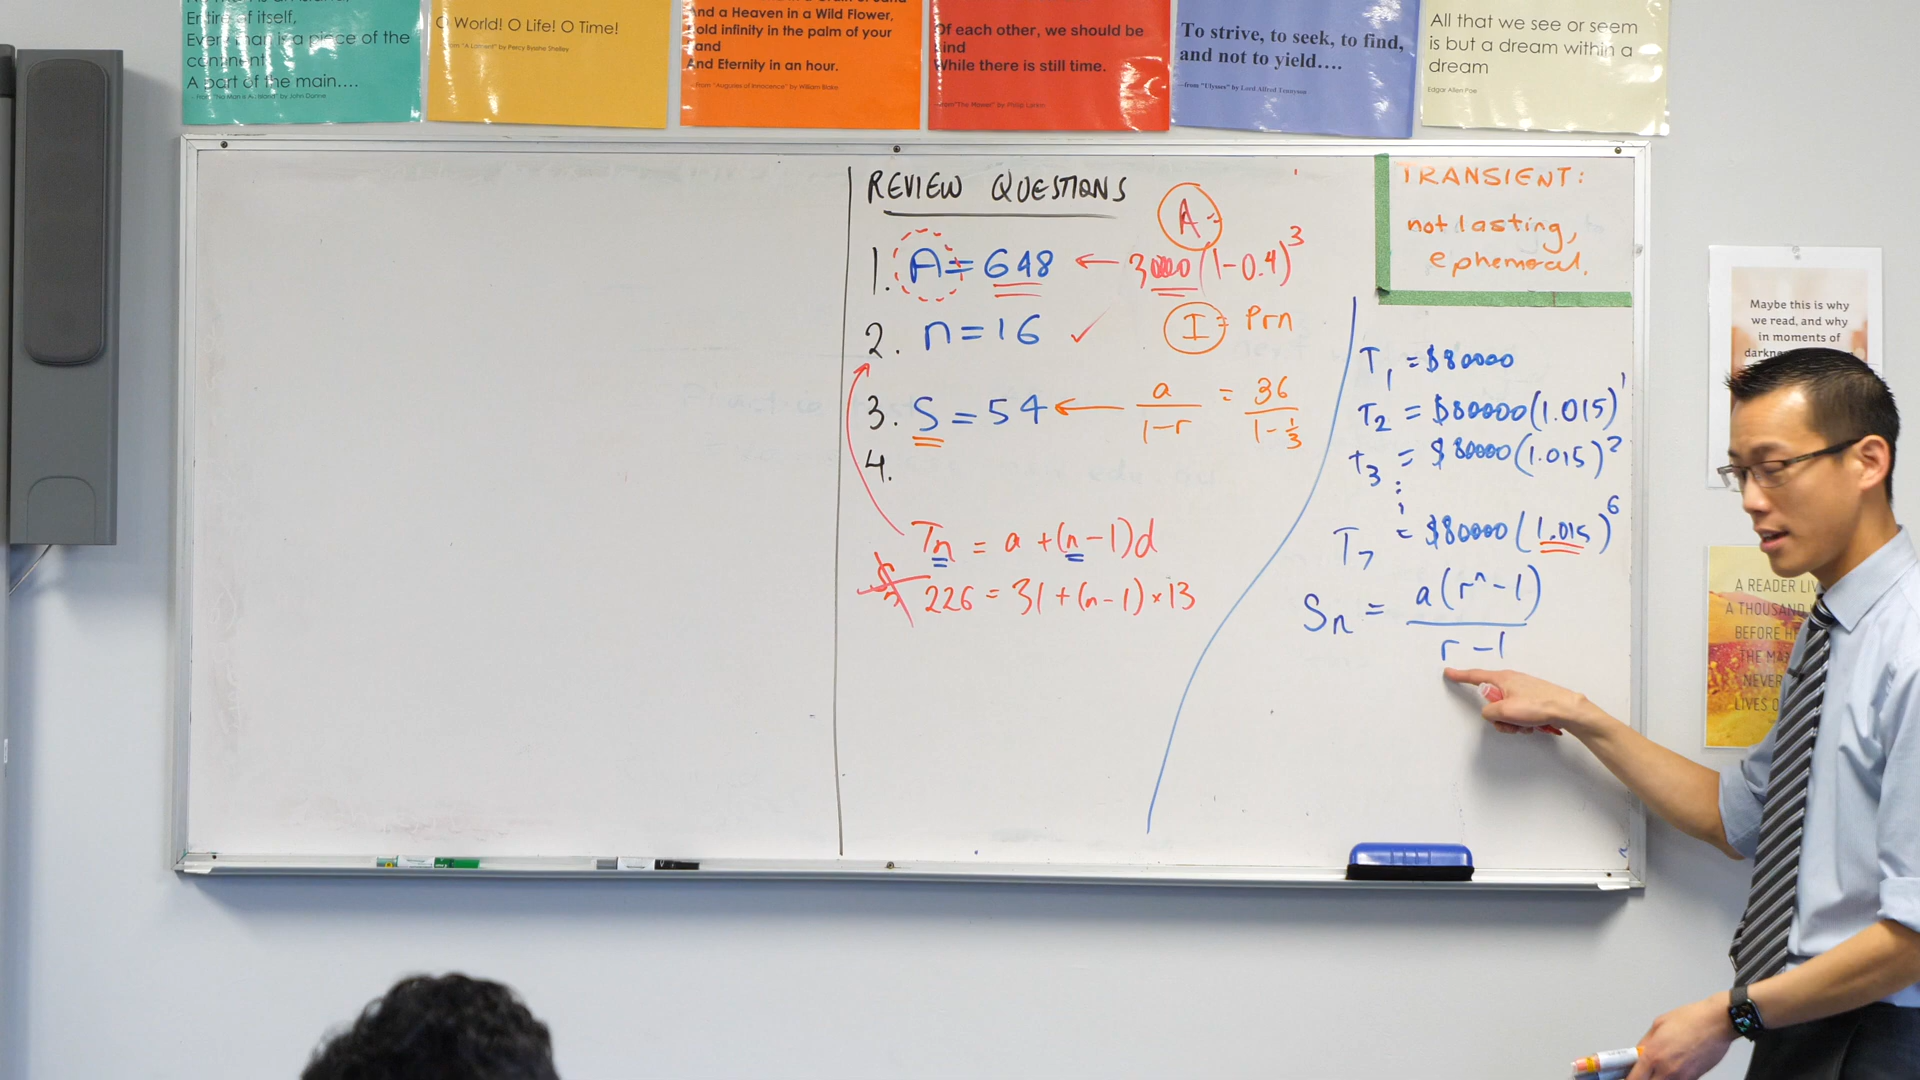 Entire of itself,
Every man is a piece of the
continent,
A part of the main….
—From "No Man is An Island" by John Donne
O World! O Life! O Time!
—From "A Lament" by Percy Bysshe Shelley
And a Heaven in a Wild Flower,
Hold infinity in the palm of your
hand
And Eternity in an hour.
—From "Auguries of Innocence" by William Blake
Of each other, we should be
kind
While there is still time.
—From "The Mower" by Philip Larkin
To strive, to seek, to find,
and not to yield….
—from "Ulysses" by Lord Alfred Tennyson
All that we see or seem
is but a dream within a
dream
Edgar Allen Poe
REVIEW QUESTIONS
1. A = 648 ← 3000(1-0.4)³
A =
2. n = 16 ✓
I = Prn
3. S = 54 ← a/(1-r) = 36/(1-1/3)
4.
Tn = a + (n-1)d
226 = 31 + (n-1) × 13
TRANSIENT:
not lasting,
ephemeral.
T1 = $80000
T2 = $80000(1.015)¹
T3 = $80000(1.015)²
⋮
T7 = $80000(1.015)⁶
Sn = a(rⁿ-1)/(r-1)
Maybe this is why
we read, and why
in moments of
A READER
A THOUSAND
BEFORE
THE MAN
NEVER
LIVES